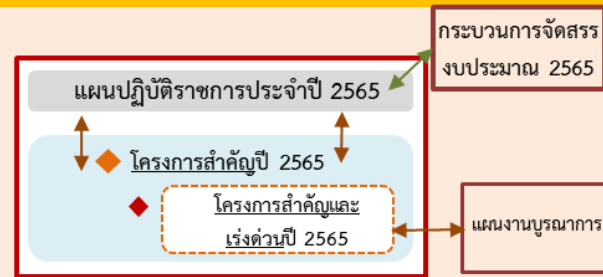 กระบวนการจัดสรร
งบประมาณ 2565
แผนปฏิบัติราชการประจำปี 2565
โครงการสำคัญปี 2565
โครงการสำคัญและ
เร่งด่วนปี 2565
แผนงานบูรณาการ